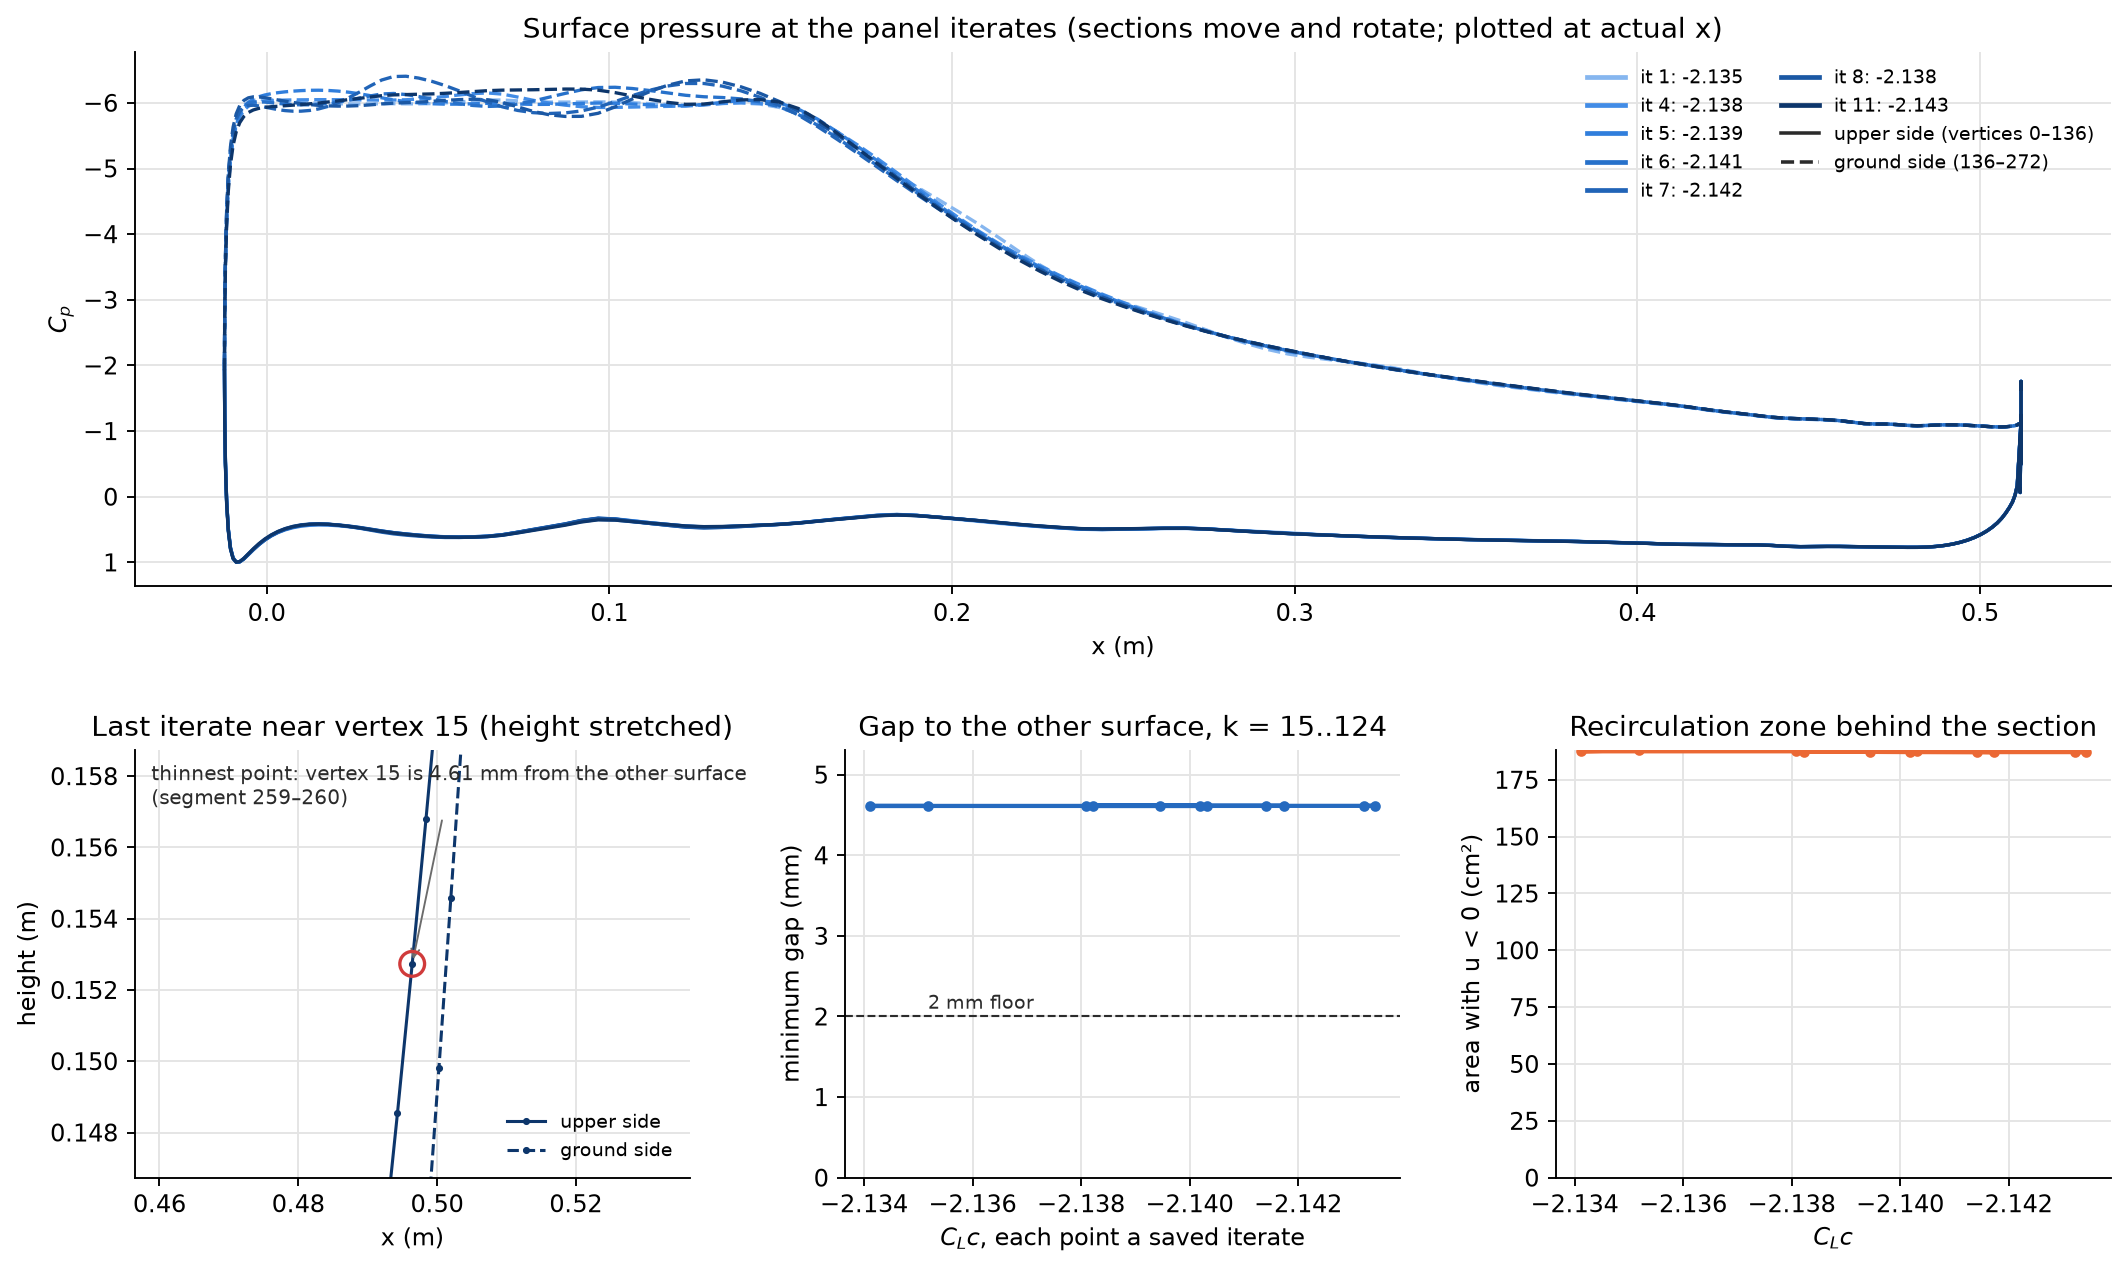 Surface pressure at the panel iterates (sections move and rotate; plotted at actual x)
−6
−5
−4
−3
−2
−1
0
1
Cₚ
it 1: -2.135
it 4: -2.138
it 5: -2.139
it 6: -2.141
it 7: -2.142
it 8: -2.138
it 11: -2.143
upper side (vertices 0–136)
ground side (136–272)
0.0 0.1 0.2 0.3 0.4 0.5
x (m)
Last iterate near vertex 15 (height stretched)
thinnest point: vertex 15 is 4.61 mm from the other surface
(segment 259–260)
0.158
0.156
0.154
0.152
0.150
0.148
height (m)
upper side
ground side
0.46 0.48 0.50 0.52
x (m)
Gap to the other surface, k = 15..124
5
4
3
2
1
0
minimum gap (mm)
2 mm floor
−2.134 −2.136 −2.138 −2.140 −2.142
C_Lc, each point a saved iterate
Recirculation zone behind the section
175
150
125
100
75
50
25
0
area with u < 0 (cm²)
−2.134 −2.136 −2.138 −2.140 −2.142
C_Lc